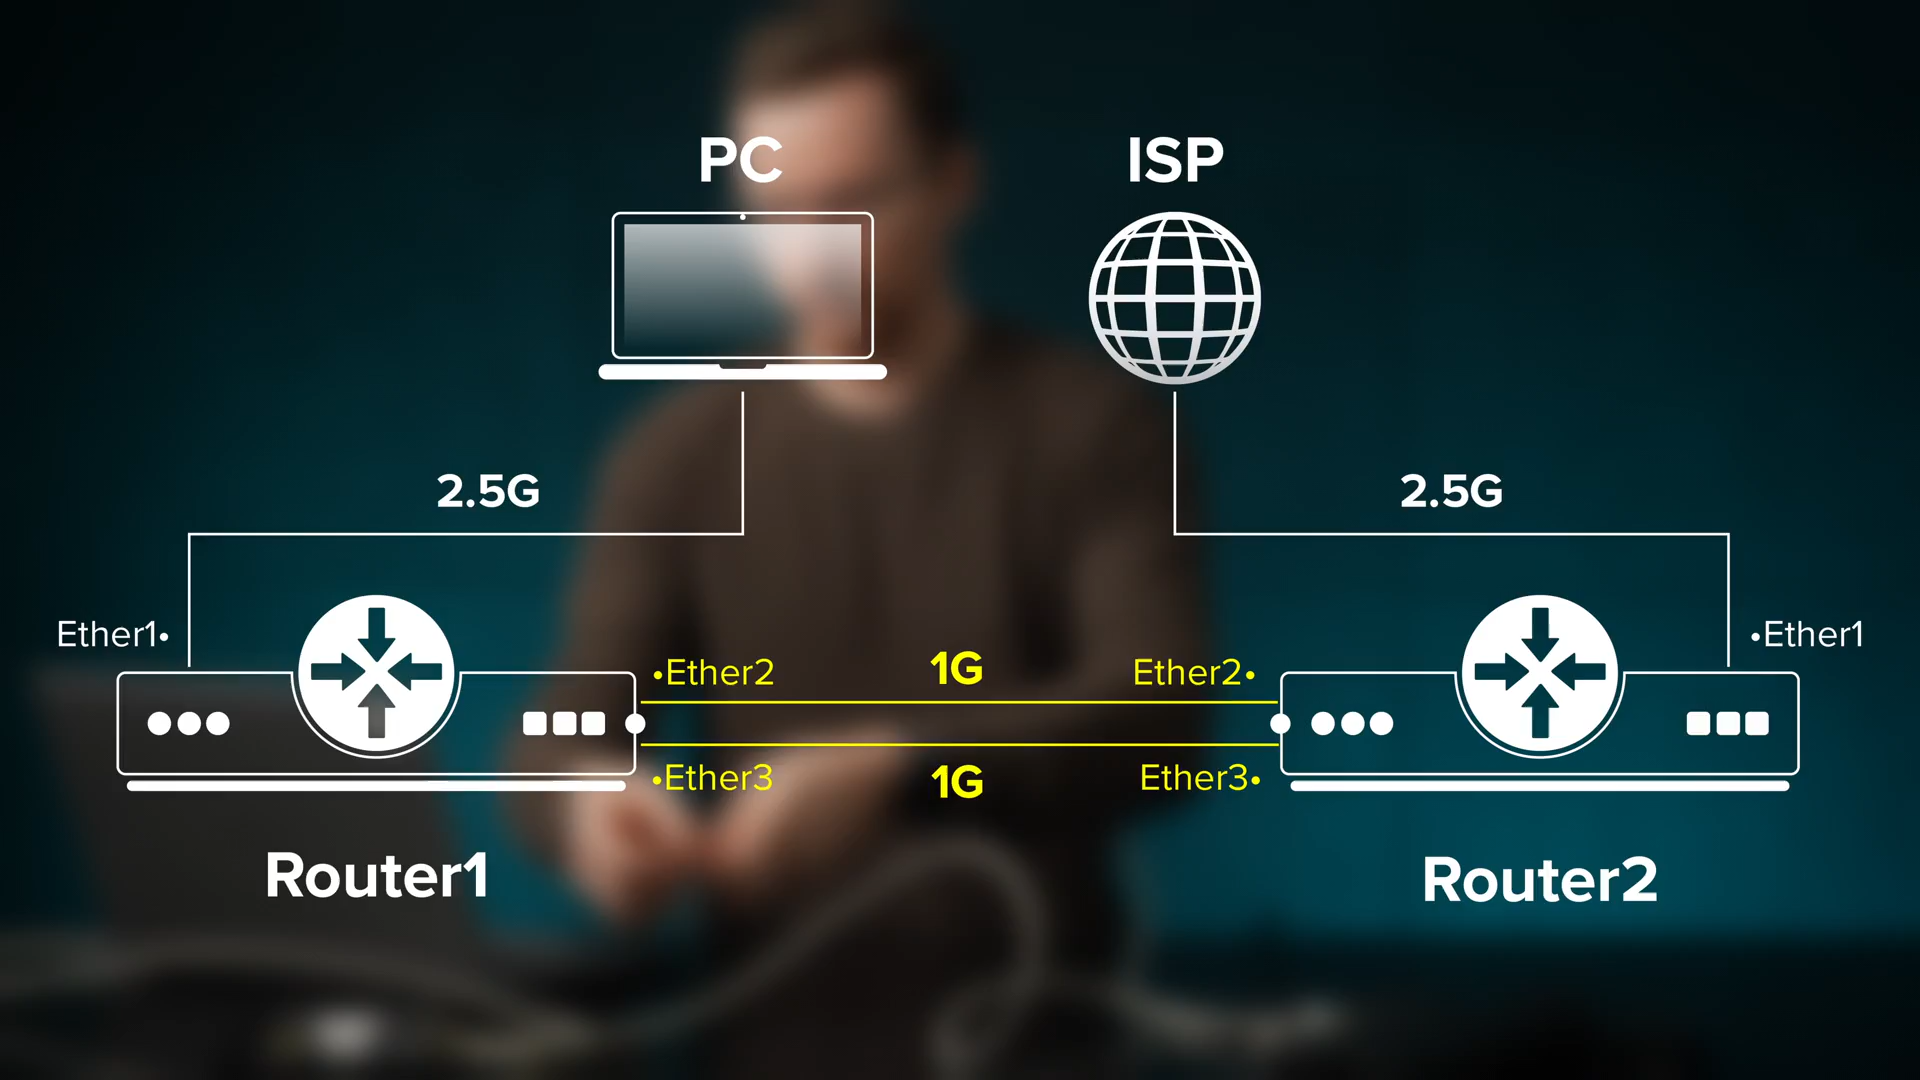 PC
ISP
2.5G
2.5G
Ether1•
•Ether1
•Ether2
1G
Ether2•
•Ether3
1G
Ether3•
Router1
Router2